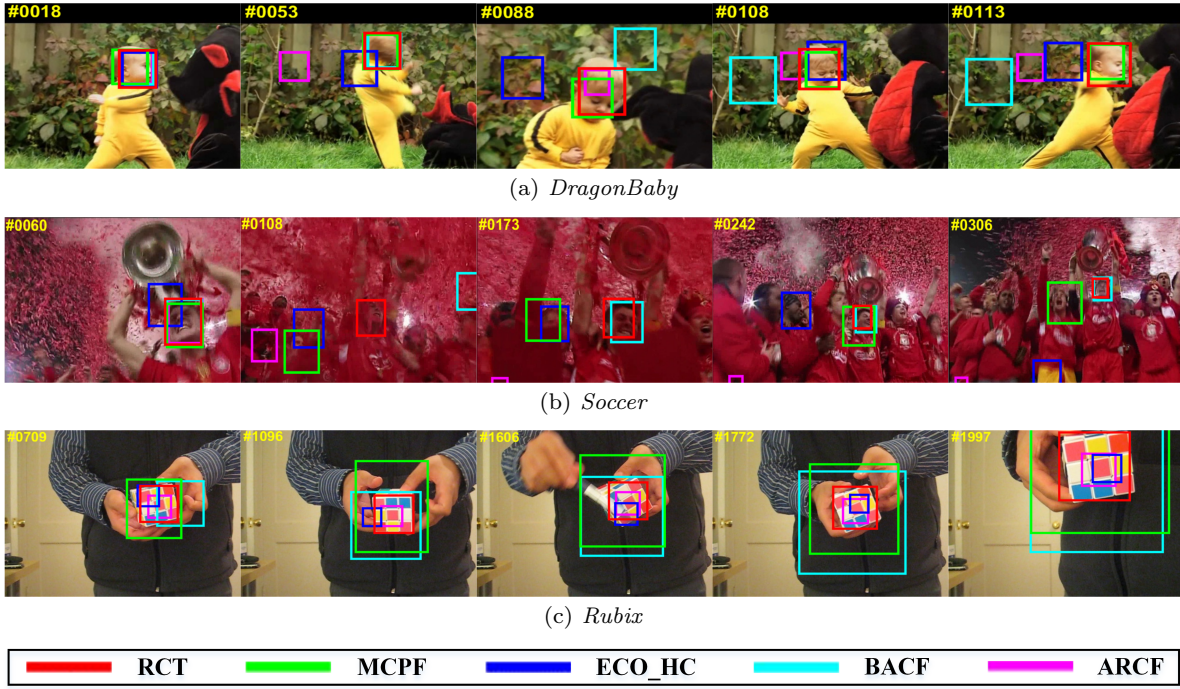 #0018 #0053 #0088 #0108 #0113
(a) DragonBaby
#0060 #0108 #0173 #0242 #0306
(b) Soccer
#0709 #1096 #1606 #1772 #1997
(c) Rubix
RCT MCPF ECO_HC BACF ARCF